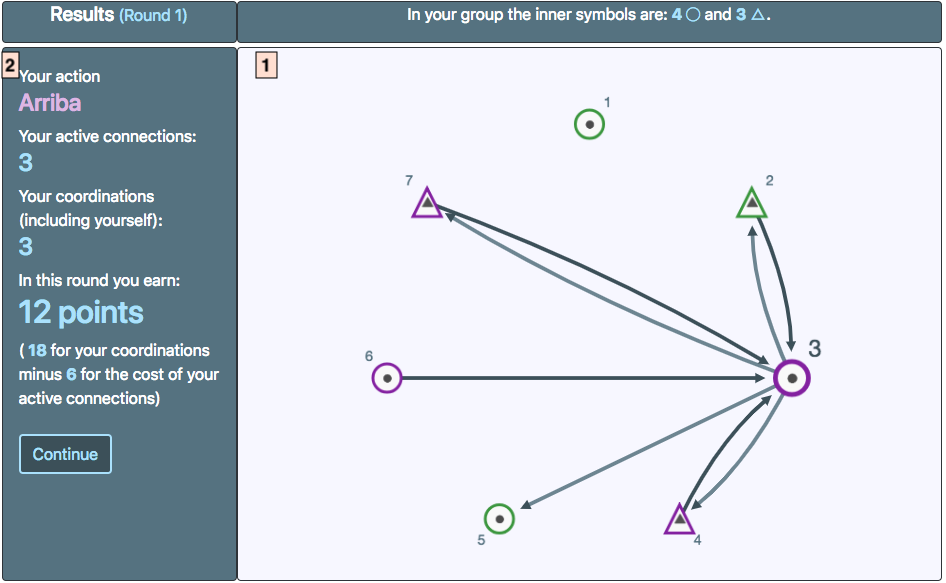 Results (Round 1)
In your group the inner symbols are: 4 ○ and 3 △.
2
Your action
Arriba
Your active connections:
3
Your coordinations
(including yourself):
3
In this round you earn:
12 points
( 18 for your coordinations
minus 6 for the cost of your
active connections)
Continue
1
1
7
2
6
3
5
4